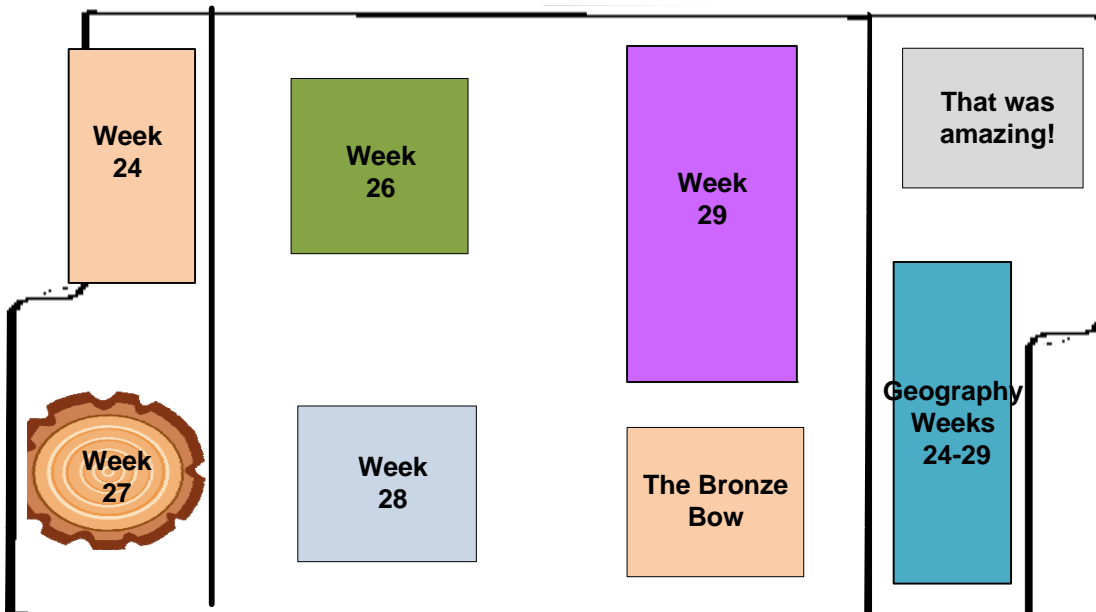 Week
24
Week
26
Week
29
That was
amazing!
Week
27
Week
28
The Bronze
Bow
Geography
Weeks
24-29